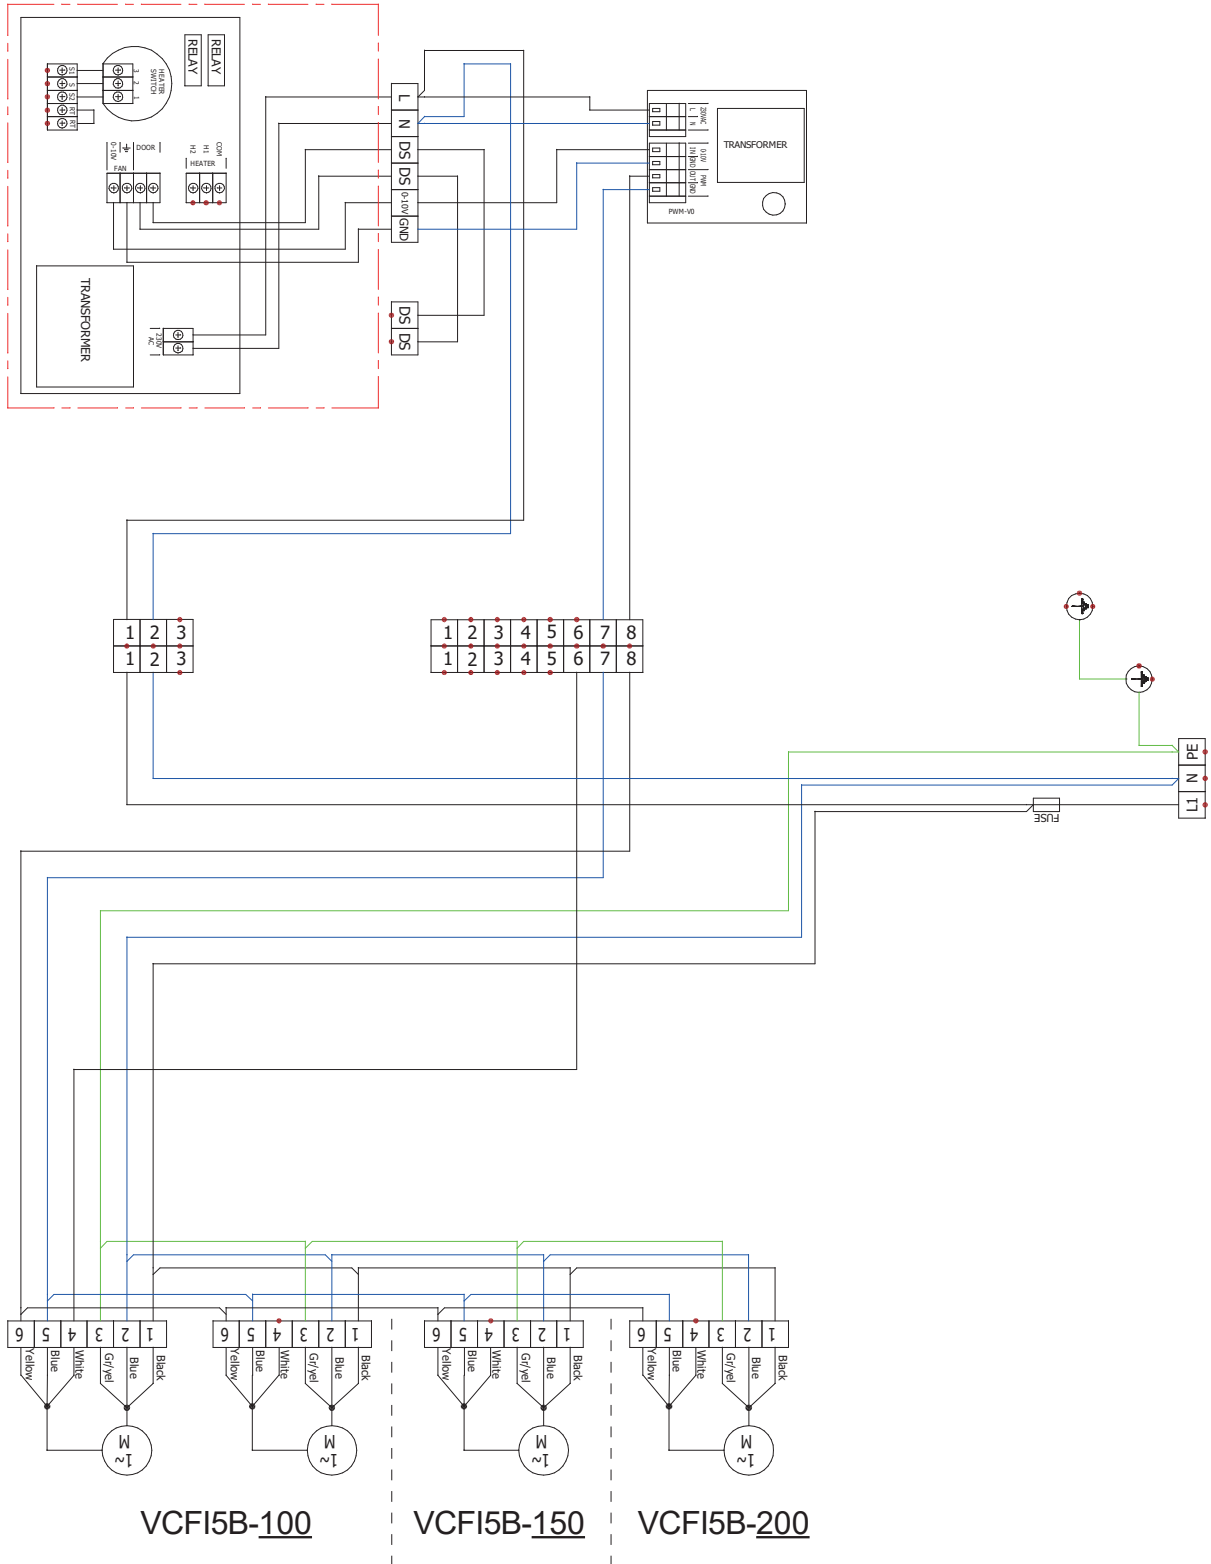 RELAY
RELAY
HEATER
SWITCH
3
2
1
S1
S
S2
RT
RT
0-10V
DOOR
FAN
H2
H1
COM
HEATER
TRANSFORMER
230V
AC
L
N
DS
DS
0-10V
GND
DS
DS
230VAC
L
N
0-10V
IN
GND
PWM
OUT
GND
TRANSFORMER
PWM-V0
1 2 3
1 2 3
1 2 3 4 5 6 7 8
1 2 3 4 5 6 7 8
PE
N
L1
FUSE
6 5 4 3 2 1
Yellow Blue White Gr/yel Blue Black
1~
M
6 5 4 3 2 1
Yellow Blue White Gr/yel Blue Black
1~
M
6 5 4 3 2 1
Yellow Blue White Gr/yel Blue Black
1~
M
6 5 4 3 2 1
Yellow Blue White Gr/yel Blue Black
1~
M
VCFI5B-100 VCFI5B-150 VCFI5B-200